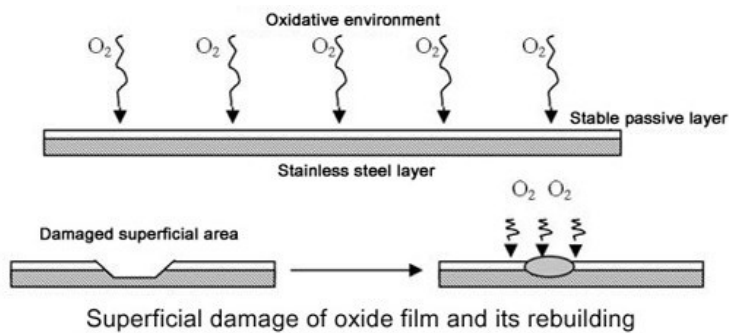 Oxidative environment
O₂ O₂ O₂ O₂ O₂
Stable passive layer
Stainless steel layer
O₂ O₂
Damaged superficial area
Superficial damage of oxide film and its rebuilding